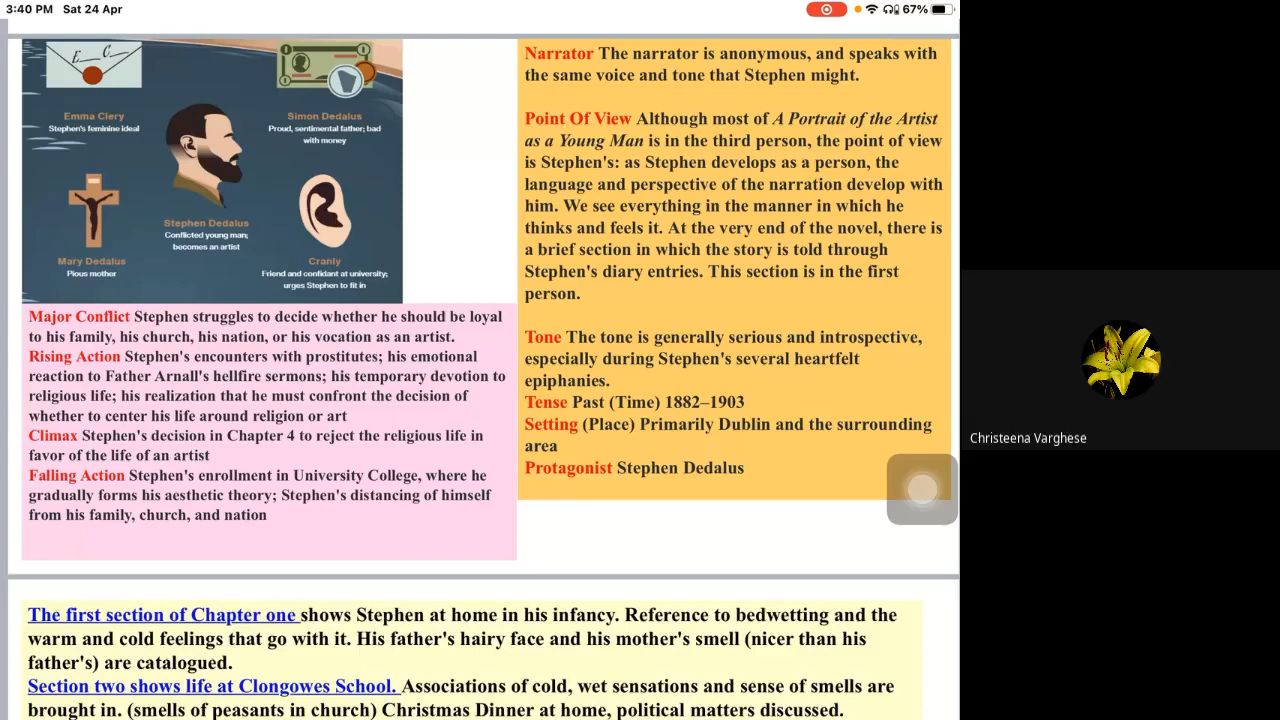 3:40 PM Sat 24 Apr
67%
E C
Emma Clery
Stephen's feminine ideal
Simon Dedalus
Proud, sentimental father; bad
with money
Stephen Dedalus
Conflicted young man;
becomes an artist
Mary Dedalus
Pious mother
Cranly
Friend and confidant at university;
urges Stephen to fit in
Major Conflict Stephen struggles to decide whether he should be loyal
to his family, his church, his nation, or his vocation as an artist.
Rising Action Stephen's encounters with prostitutes; his emotional
reaction to Father Arnall's hellfire sermons; his temporary devotion to
religious life; his realization that he must confront the decision of
whether to center his life around religion or art
Climax Stephen's decision in Chapter 4 to reject the religious life in
favor of the life of an artist
Falling Action Stephen's enrollment in University College, where he
gradually forms his aesthetic theory; Stephen's distancing of himself
from his family, church, and nation
Narrator The narrator is anonymous, and speaks with
the same voice and tone that Stephen might.
Point Of View Although most of A Portrait of the Artist
as a Young Man is in the third person, the point of view
is Stephen's: as Stephen develops as a person, the
language and perspective of the narration develop with
him. We see everything in the manner in which he
thinks and feels it. At the very end of the novel, there is
a brief section in which the story is told through
Stephen's diary entries. This section is in the first
person.
Tone The tone is generally serious and introspective,
especially during Stephen's several heartfelt
epiphanies.
Tense Past (Time) 1882–1903
Setting (Place) Primarily Dublin and the surrounding
area
Protagonist Stephen Dedalus
Christeena Varghese
The first section of Chapter one shows Stephen at home in his infancy. Reference to bedwetting and the
warm and cold feelings that go with it. His father's hairy face and his mother's smell (nicer than his
father's) are catalogued.
Section two shows life at Clongowes School. Associations of cold, wet sensations and sense of smells are
brought in. (smells of peasants in church) Christmas Dinner at home, political matters discussed.